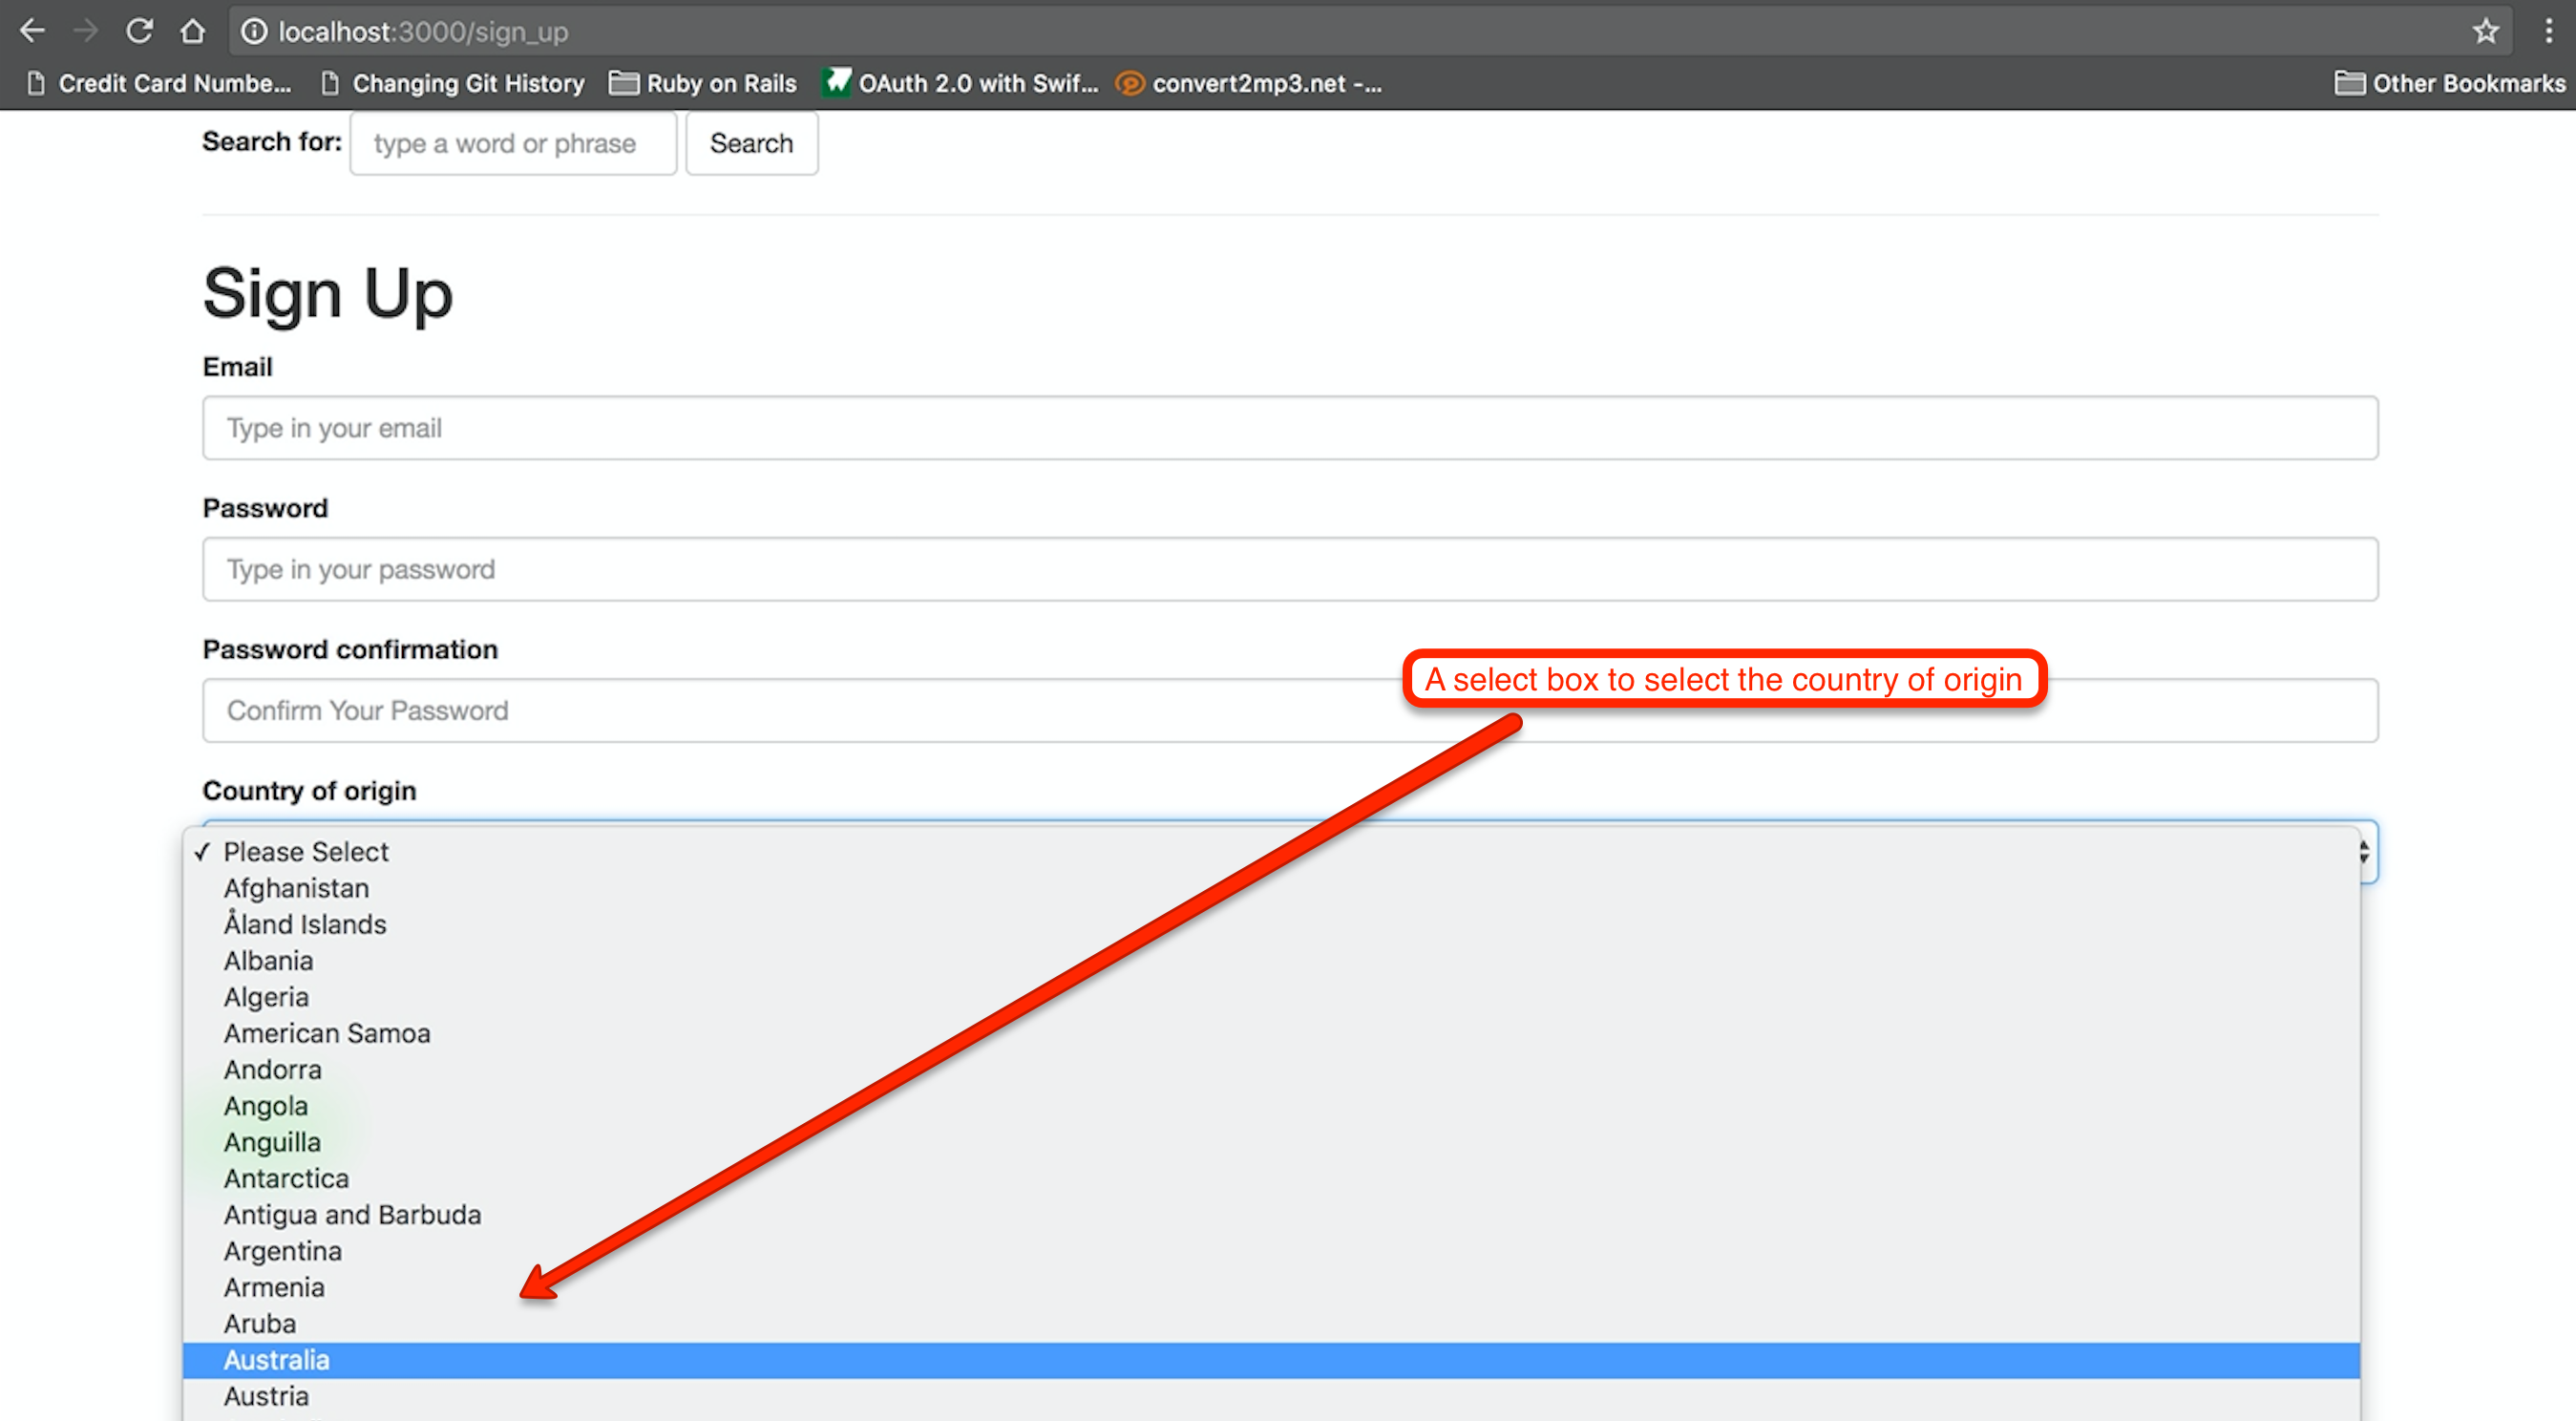 localhost:3000/sign_up
Credit Card Numbe... Changing Git History Ruby on Rails OAuth 2.0 with Swif... convert2mp3.net -... Other Bookmarks
Search for: type a word or phrase Search
Sign Up
Email
Type in your email
Password
Type in your password
Password confirmation
A select box to select the country of origin
Confirm Your Password
Country of origin
✓ Please Select
Afghanistan
Åland Islands
Albania
Algeria
American Samoa
Andorra
Angola
Anguilla
Antarctica
Antigua and Barbuda
Argentina
Armenia
Aruba
Australia
Austria